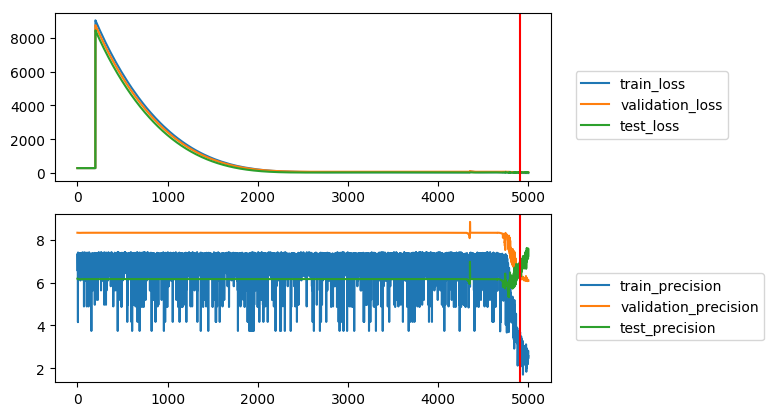 8000
6000
4000
2000
0
0 1000 2000 3000 4000 5000
train_loss
validation_loss
test_loss
8
6
4
2
0 1000 2000 3000 4000 5000
train_precision
validation_precision
test_precision